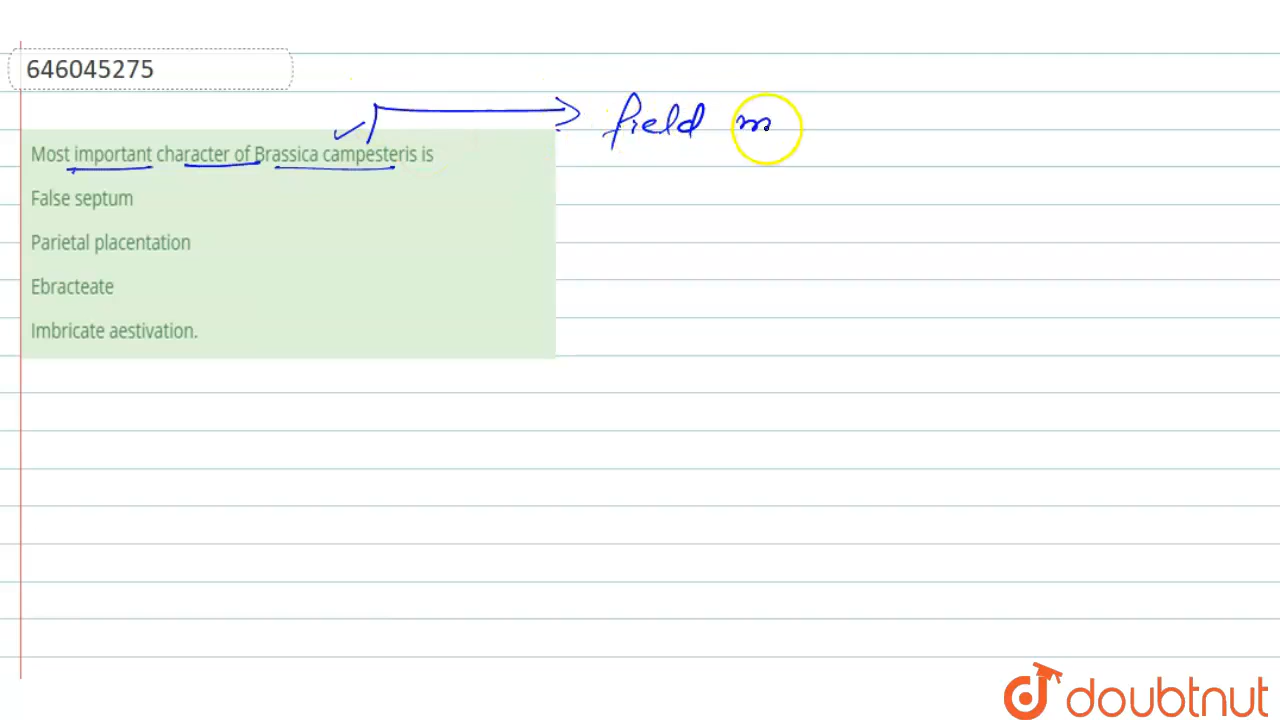 646045275
field m
Most important character of Brassica campesteris is
False septum
Parietal placentation
Ebracteate
Imbricate aestivation.
doubtnut